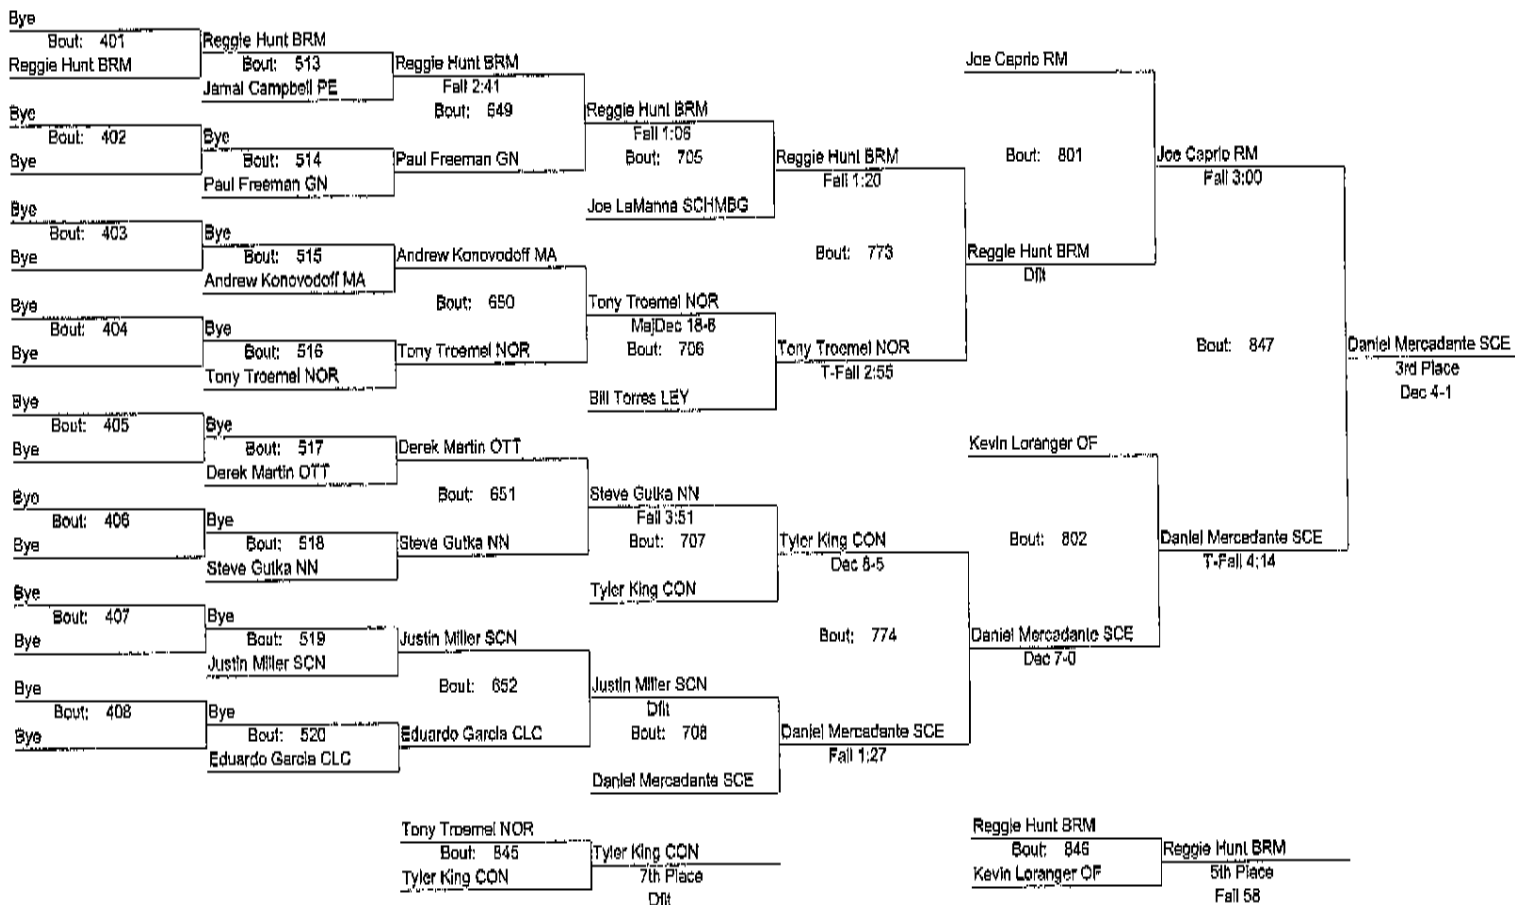 Bye
Bout: 401
Reggie Hunt BRM
Reggie Hunt BRM
Bout: 513
Jamal Campbell PE
Reggie Hunt BRM
Fall 2:41
Bout: 649
Bye
Bout: 402
Bye
Bye
Bout: 514
Paul Freeman GN
Paul Freeman GN
Reggie Hunt BRM
Fall 1:06
Bout: 705
Joe LaManna SCHMBG
Reggie Hunt BRM
Fall 1:20
Bout: 773
Bye
Bout: 403
Bye
Bye
Bout: 515
Andrew Konovodoff MA
Andrew Konovodoff MA
Bout: 650
Bye
Bout: 404
Bye
Bye
Bout: 516
Tony Troemel NOR
Tony Troemel NOR
Tony Troemel NOR
MajDec 18-6
Bout: 706
Bill Torres LEY
Tony Troemel NOR
T-Fall 2:55
Joe Caprio RM
Bout: 801
Reggie Hunt BRM
Dflt
Joe Caprio RM
Fall 3:00
Bout: 847
Daniel Mercadante SCE
3rd Place
Dec 4-1
Bye
Bout: 405
Bye
Bye
Bout: 517
Derek Martin OTT
Derek Martin OTT
Bout: 651
Bye
Bout: 406
Bye
Bye
Bout: 518
Steve Gutka NN
Steve Gutka NN
Steve Gutka NN
Fall 3:51
Bout: 707
Tyler King CON
Tyler King CON
Dec 6-5
Bout: 774
Bye
Bout: 407
Bye
Bye
Bout: 519
Justin Miller SCN
Justin Miller SCN
Bout: 652
Bye
Bout: 408
Bye
Bye
Bout: 520
Eduardo Garcia CLC
Eduardo Garcia CLC
Justin Miller SCN
Dflt
Bout: 708
Daniel Mercadante SCE
Daniel Mercadante SCE
Fall 1:27
Kevin Loranger OF
Bout: 802
Daniel Mercadante SCE
Dec 7-0
Daniel Mercadante SCE
T-Fall 4:14
Tony Troemel NOR
Bout: 845
Tyler King CON
Tyler King CON
7th Place
Dflt
Reggie Hunt BRM
Bout: 846
Kevin Loranger OF
Reggie Hunt BRM
5th Place
Fall 58